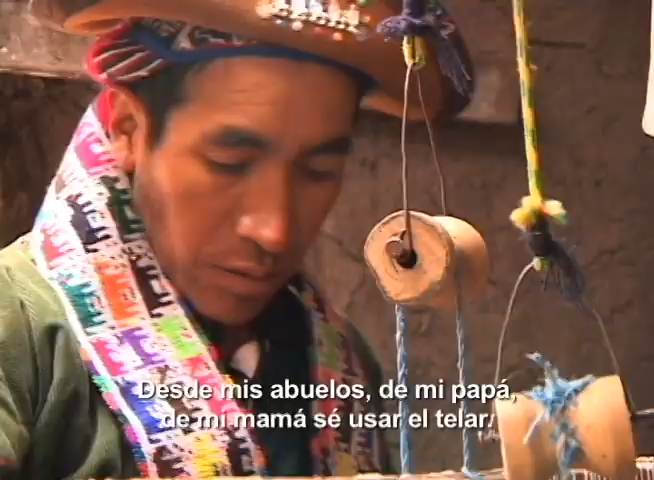 Desde mis abuelos, de mi papá,
de mi mamá sé usar el telar.